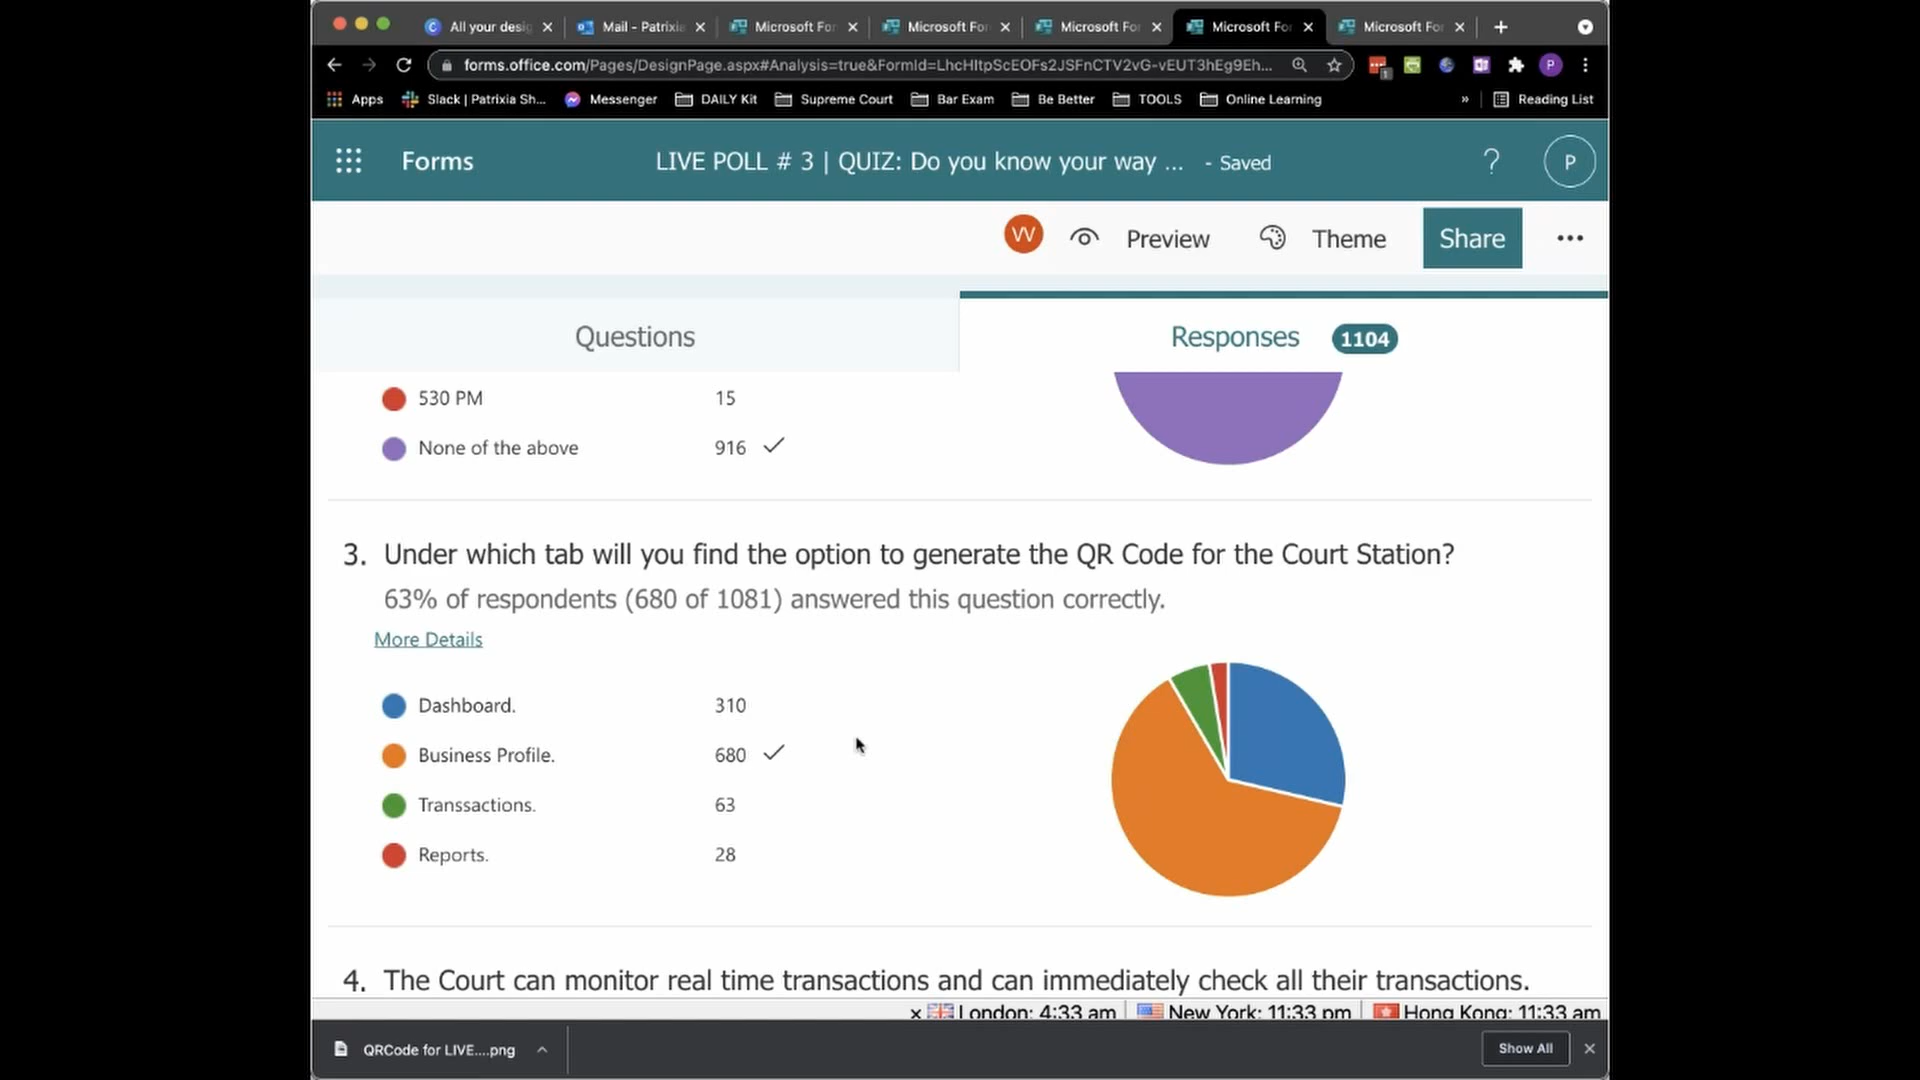 All your desig
Mail - Patrixia
Microsoft For
Microsoft For
Microsoft For
Microsoft For
Microsoft For
forms.office.com/Pages/DesignPage.aspx#Analysis=true&FormId=LhcHItpScEOFs2JSFnCTV2vG-vEUT3hEg9Eh...
1
P
Apps
Slack | Patrixia Sh...
Messenger
DAILY Kit
Supreme Court
Bar Exam
Be Better
TOOLS
Online Learning
»
Reading List
Forms
LIVE POLL # 3 | QUIZ: Do you know your way ... - Saved
?
P
VV
Preview
Theme
Share
Questions
Responses 1104
530 PM 15
None of the above 916
3. Under which tab will you find the option to generate the QR Code for the Court Station?
63% of respondents (680 of 1081) answered this question correctly.
More Details
Dashboard. 310
Business Profile. 680
Transsactions. 63
Reports. 28
4. The Court can monitor real time transactions and can immediately check all their transactions.
London: 4:33 am
New York: 11:33 pm
Hong Kong: 11:33 am
QRCode for LIVE....png
Show All